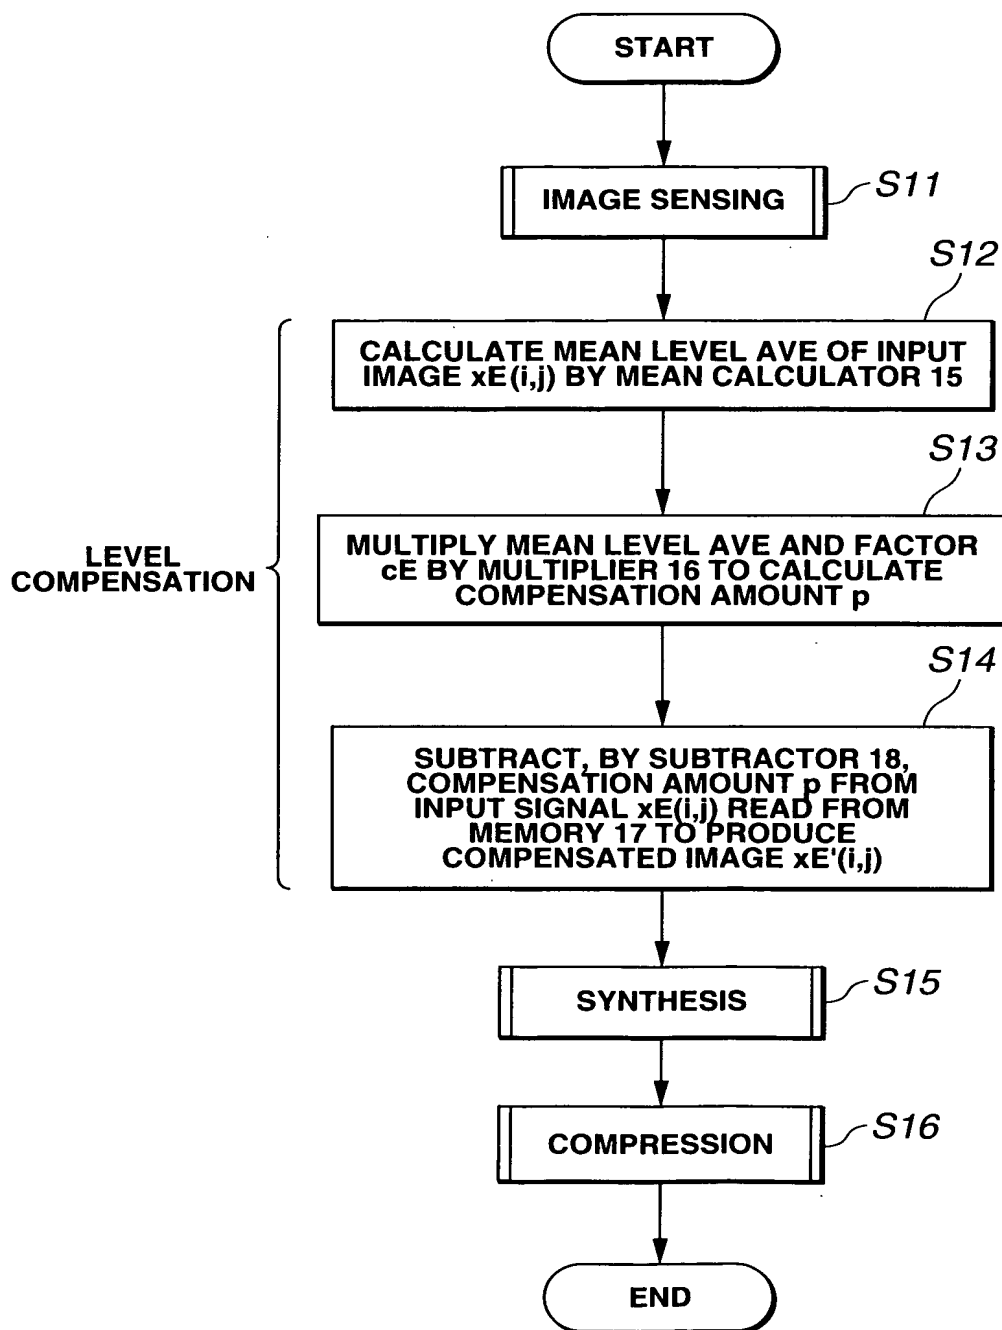 START
IMAGE SENSING
S11
S12
CALCULATE MEAN LEVEL AVE OF INPUT
IMAGE xE(i,j) BY MEAN CALCULATOR 15
S13
MULTIPLY MEAN LEVEL AVE AND FACTOR
cE BY MULTIPLIER 16 TO CALCULATE
COMPENSATION AMOUNT p
LEVEL
COMPENSATION
S14
SUBTRACT, BY SUBTRACTOR 18,
COMPENSATION AMOUNT p FROM
INPUT SIGNAL xE(i,j) READ FROM
MEMORY 17 TO PRODUCE
COMPENSATED IMAGE xE'(i,j)
SYNTHESIS
S15
COMPRESSION
S16
END